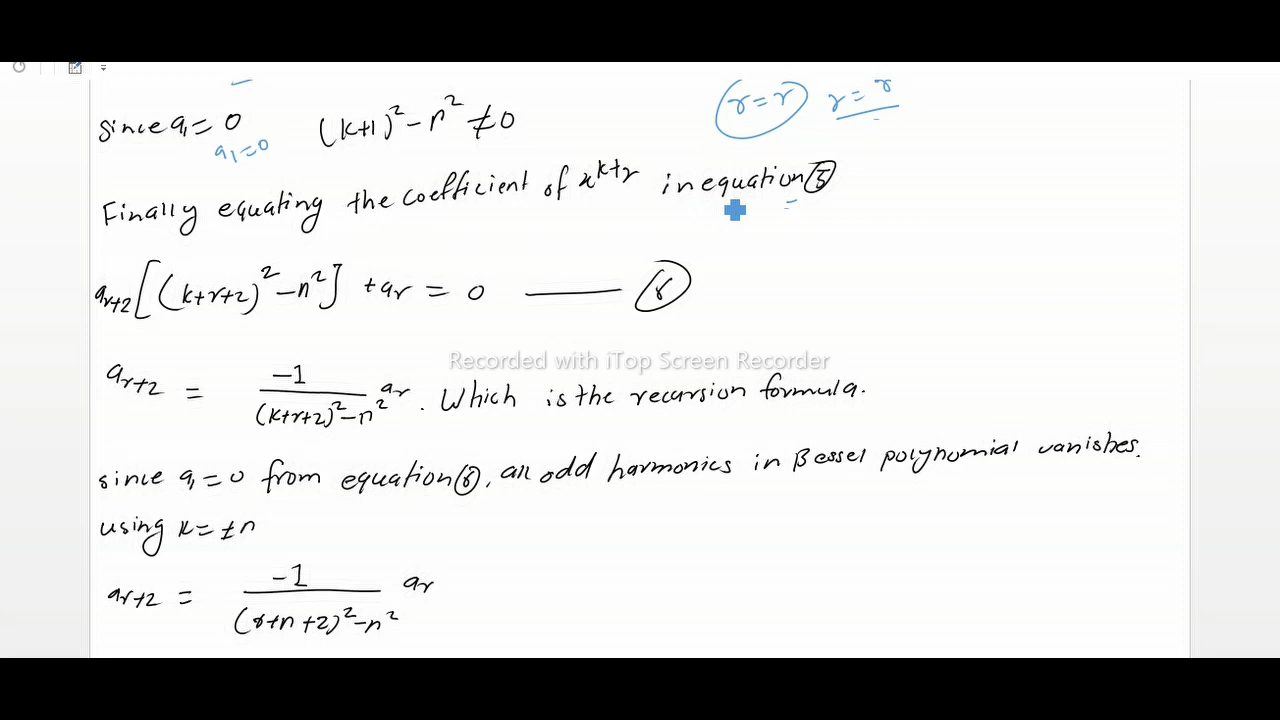 r=r r=r
since a₁=0 (k+1)²-n²≠0
a₁=0
Finally equating the coefficient of x^{k+r} in equation ⑤
a_{r+2}[(k+r+2)²-n²] + a_r = 0 —— ⑧
Recorded with iTop Screen Recorder
a_{r+2} = -1/((k+r+2)²-n²) a_r. Which is the recursion formula.
since a₁=0 from equation ⑧, all odd harmonics in Bessel polynomial vanishes.
using k=±n
a_{r+2} = -1/((r+n+2)²-n²) a_r